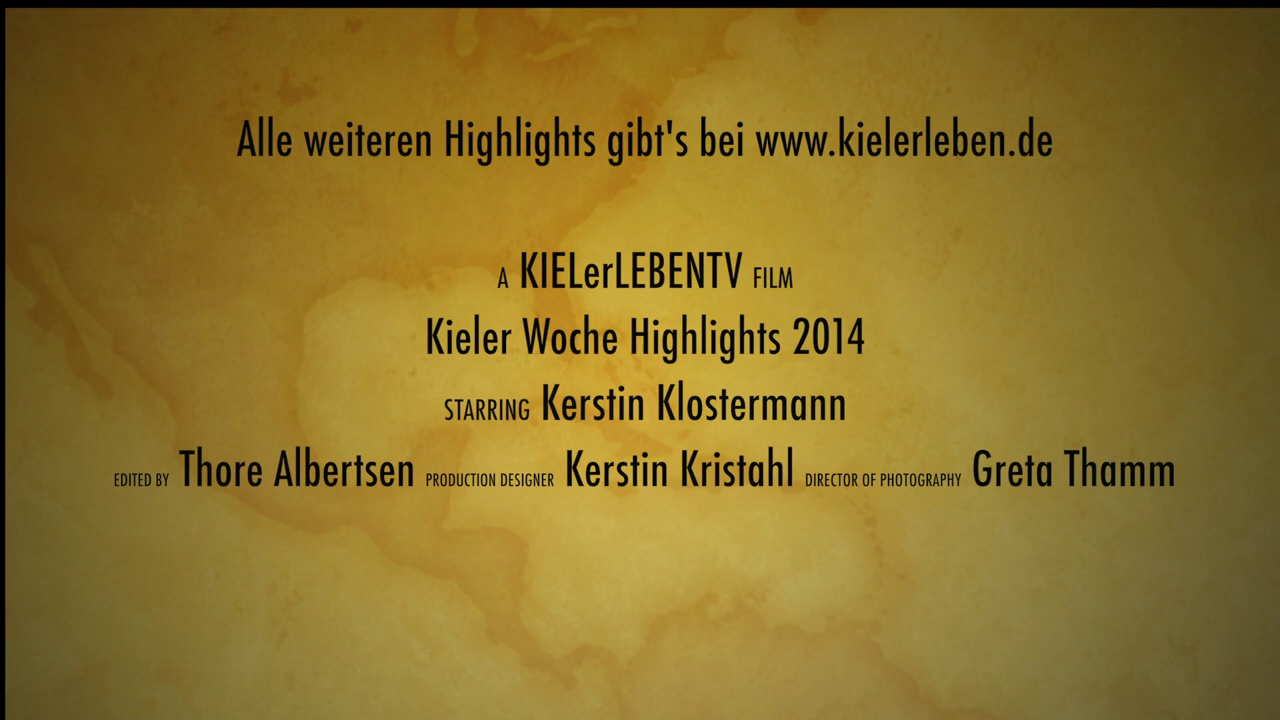 Alle weiteren Highlights gibt's bei www.kielerleben.de
A KIELerLEBENTV FILM
Kieler Woche Highlights 2014
STARRING Kerstin Klostermann
EDITED BY Thore Albertsen PRODUCTION DESIGNER Kerstin Kristahl DIRECTOR OF PHOTOGRAPHY Greta Thamm